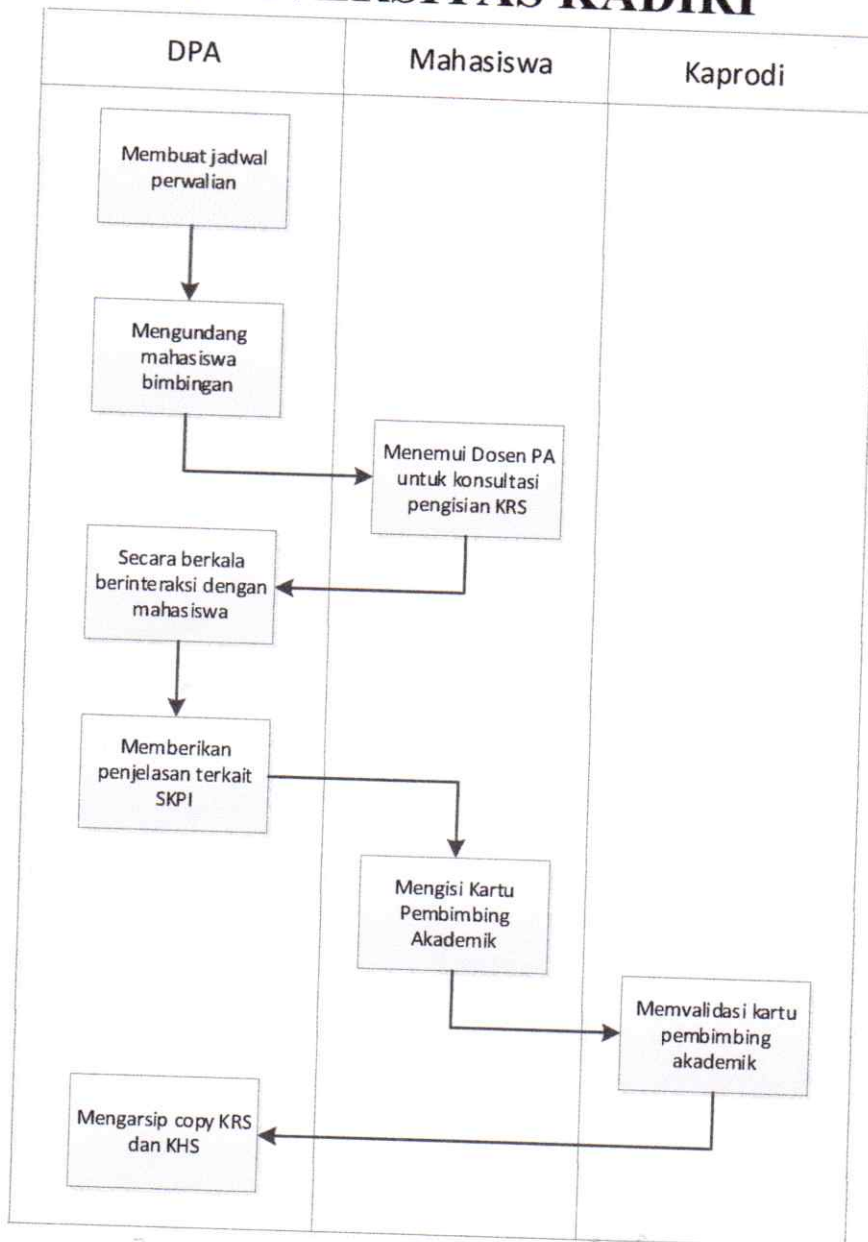 ERSITAS KADIRI
DPA
Mahasiswa
Kaprodi
Membuat jadwal
perwalian
Mengundang
mahasiswa
bimbingan
Menemui Dosen PA
untuk konsultasi
pengisian KRS
Secara berkala
berinteraksi dengan
mahasiswa
Memberikan
penjelasan terkait
SKPI
Mengisi Kartu
Pembimbing
Akademik
Memvalidasi kartu
pembimbing
akademik
Mengarsip copy KRS
dan KHS